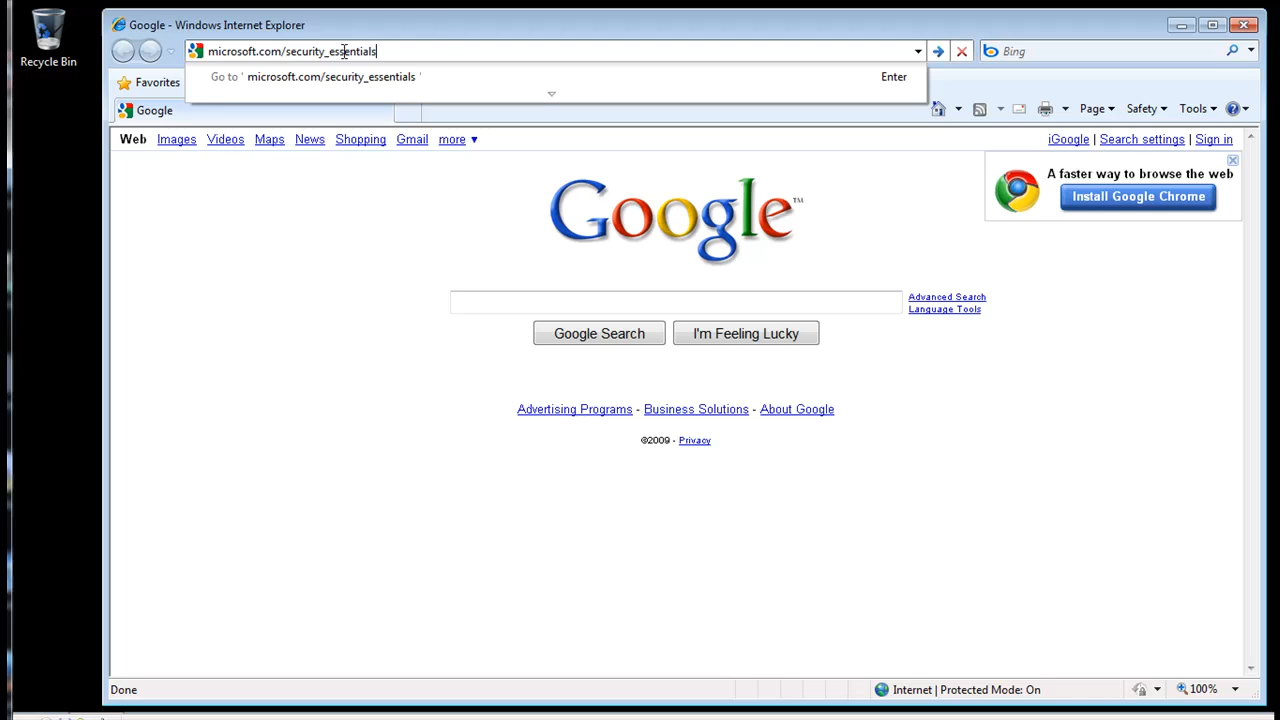 Google - Windows Internet Explorer
Recycle Bin
microsoft.com/security_essentials
Bing
Go to ' microsoft.com/security_essentials ' Enter
Favorites
Google
Page Safety Tools
Web Images Videos Maps News Shopping Gmail more ▼
iGoogle | Search settings | Sign in
A faster way to browse the web
Install Google Chrome
Google™
Advanced Search
Language Tools
Google Search I'm Feeling Lucky
Advertising Programs - Business Solutions - About Google
©2009 - Privacy
Done
Internet | Protected Mode: On
100%